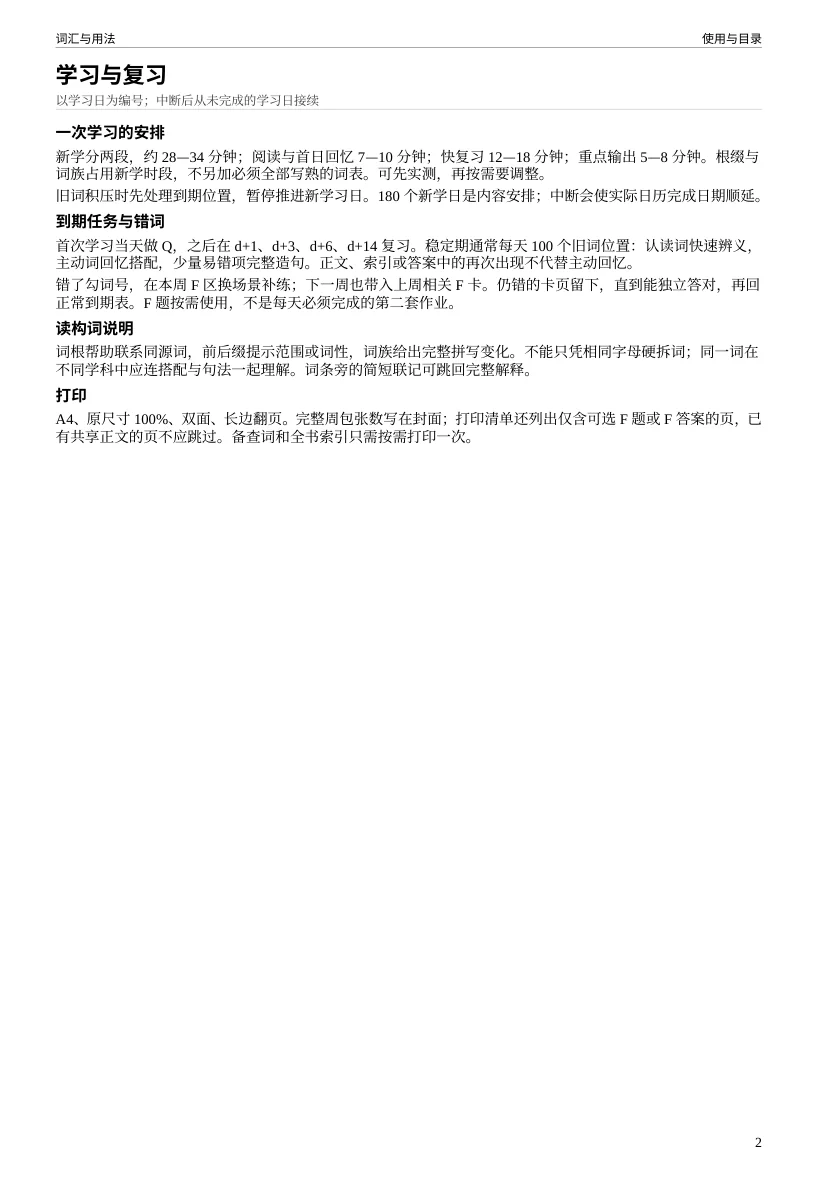 词汇与用法
使用与目录
学习与复习
以学习日为编号；中断后从未完成的学习日接续
一次学习的安排
新学分两段，约 28—34 分钟；阅读与首日回忆 7—10 分钟；快复习 12—18 分钟；重点输出 5—8 分钟。根缀与
词族占用新学时段，不另加必须全部写熟的词表。可先实测，再按需要调整。
旧词积压时先处理到期位置，暂停推进新学习日。180 个新学日是内容安排；中断会使实际日历完成日期顺延。
到期任务与错词
首次学习当天做 Q，之后在 d+1、d+3、d+6、d+14 复习。稳定期通常每天 100 个旧词位置：认读词快速辨义，
主动词回忆搭配，少量易错项完整造句。正文、索引或答案中的再次出现不代替主动回忆。
错了勾词号，在本周 F 区换场景补练；下一周也带入上周相关 F 卡。仍错的卡页留下，直到能独立答对，再回
正常到期表。F 题按需使用，不是每天必须完成的第二套作业。
读构词说明
词根帮助联系同源词，前后缀提示范围或词性，词族给出完整拼写变化。不能只凭相同字母硬拆词；同一词在
不同学科中应连搭配与句法一起理解。词条旁的简短联记可跳回完整解释。
打印
A4、原尺寸 100%、双面、长边翻页。完整周包张数写在封面；打印清单还列出仅含可选 F 题或 F 答案的页，已
有共享正文的页不应跳过。备查词和全书索引只需按需打印一次。
2